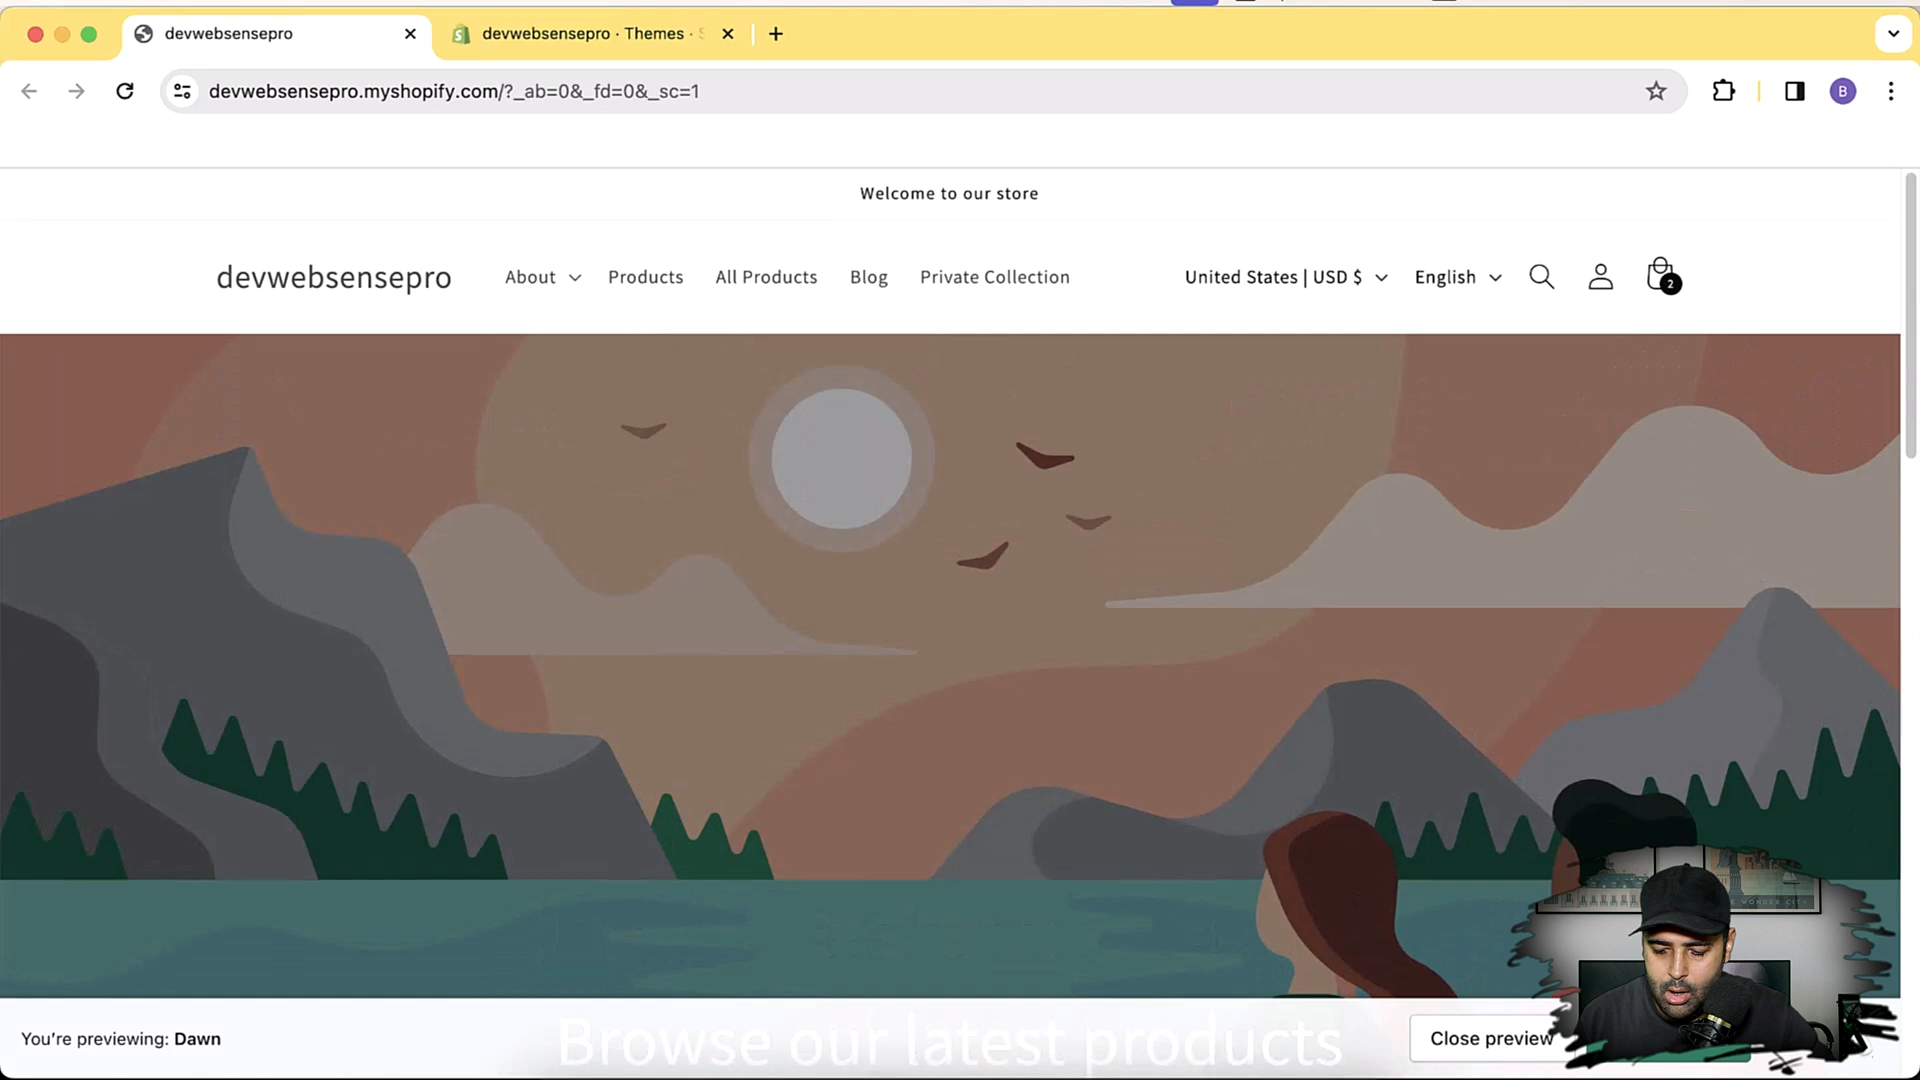 devwebsensepro
devwebsensepro · Themes ·
devwebsensepro.myshopify.com/?_ab=0&_fd=0&_sc=1
B
Welcome to our store
devwebsensepro
About
Products
All Products
Blog
Private Collection
United States | USD $
English
2
WONDER CITY
You're previewing: Dawn
Browse our latest products
Close preview